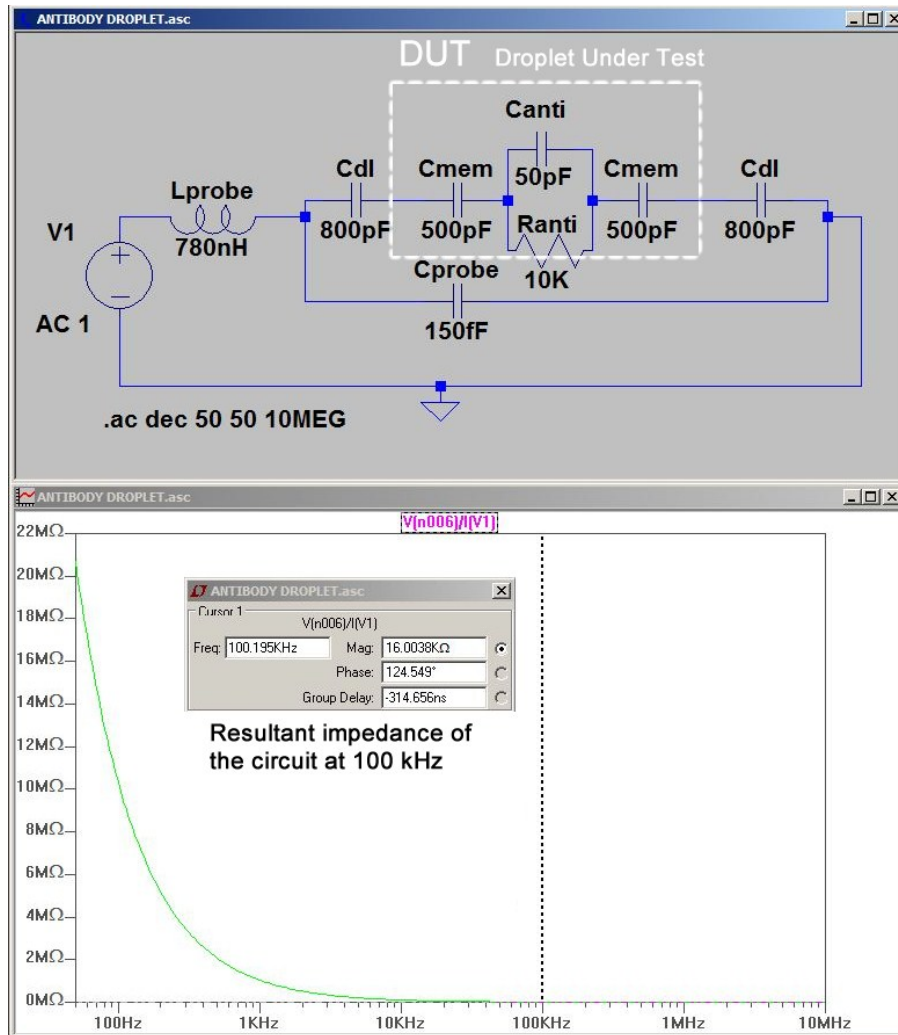 ANTIBODY DROPLET.asc
DUT Droplet Under Test
Canti
50pF
Cdl
Cmem
Cmem
Cdl
Lprobe
800pF
500pF
Ranti
500pF
800pF
V1
780nH
Cprobe
10K
AC 1
150fF
.ac dec 50 50 10MEG
ANTIBODY DROPLET.asc
V(n006)/I(V1)
22MΩ
20MΩ
18MΩ
16MΩ
14MΩ
12MΩ
10MΩ
8MΩ
6MΩ
4MΩ
2MΩ
0MΩ
ANTIBODY DROPLET.asc
Cursor 1
V(n006)/I(V1)
Freq: 100.195KHz Mag: 16.0038KΩ
Phase: 124.549°
Group Delay: -314.656ns
Resultant impedance of
the circuit at 100 kHz
100Hz 1KHz 10KHz 100KHz 1MHz 10MHz